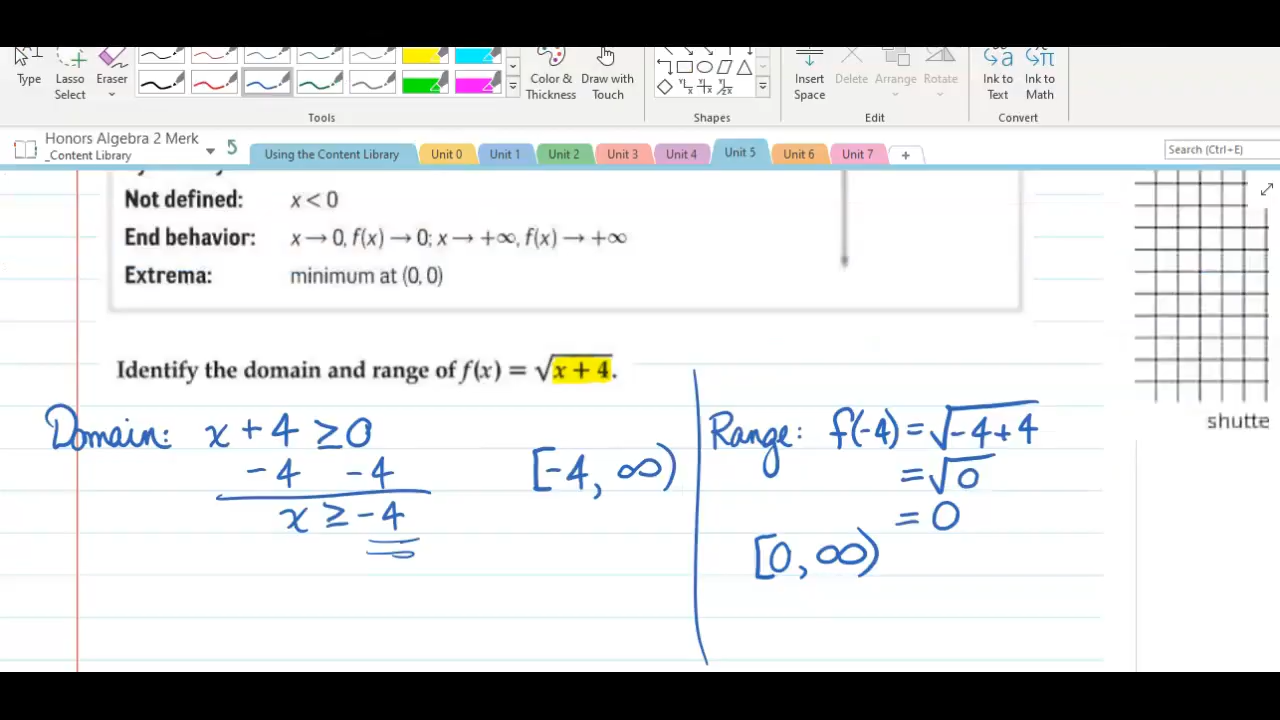 Type
Lasso
Select
Eraser
Color &
Thickness
Draw with
Touch
Insert
Space
Delete
Arrange
Rotate
Ink to
Text
Ink to
Math
Tools
Shapes
Edit
Convert
Honors Algebra 2 Merk
_Content Library
Using the Content Library
Unit 0
Unit 1
Unit 2
Unit 3
Unit 4
Unit 5
Unit 6
Unit 7
+
Search (Ctrl+E)
Not defined: x < 0
End behavior: x → 0, f(x) → 0; x → +∞, f(x) → +∞
Extrema: minimum at (0, 0)
Identify the domain and range of f(x) = √x + 4.
Domain: x + 4 ≥ 0
- 4 - 4
x ≥ - 4
[-4, ∞)
Range: f(-4) = √-4+4
= √0
= 0
[0, ∞)
shutte